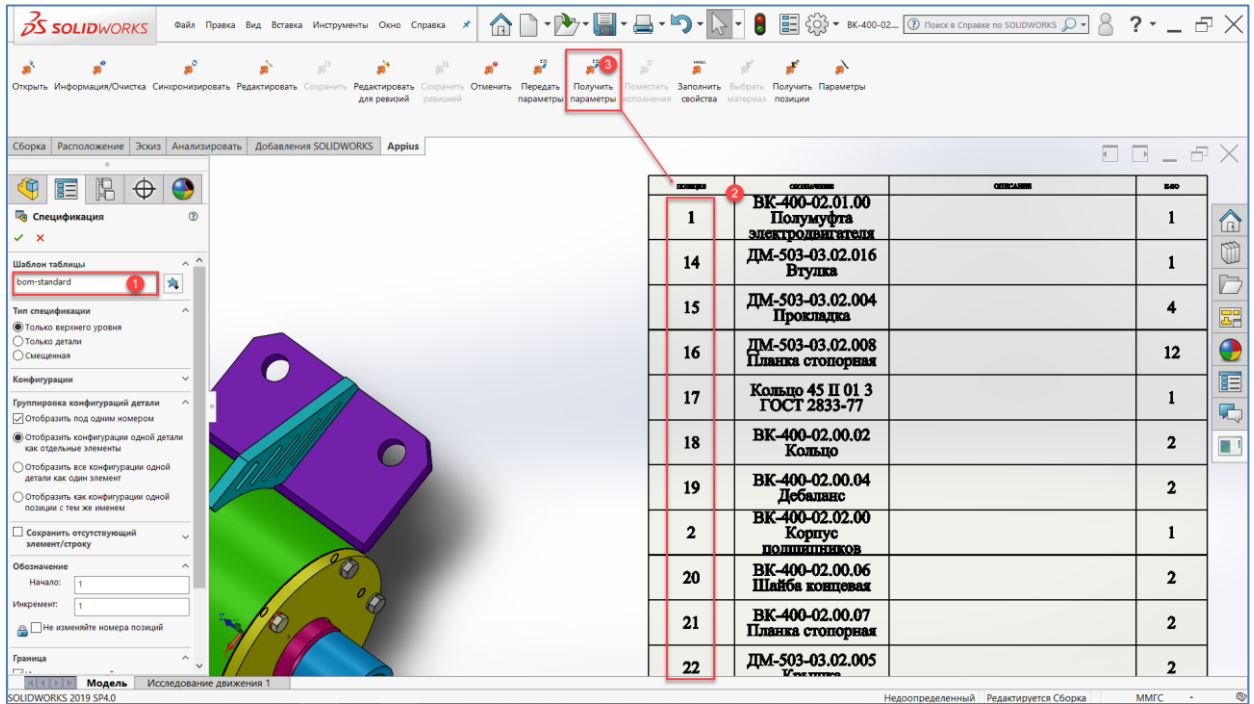 SOLIDWORKS
Файл Правка Вид Вставка Инструменты Окно Справка
ВК-400-02...
Поиск в Справке по SOLIDWORKS
?
3
Открыть Информация/Очистка Синхронизировать Редактировать Сохранить Редактировать для ревизий Сохранить ревизией Отменить Передать параметры Получить параметры Поместить исполнения Заполнить свойства Выбрать материал Получить позиции Параметры
Сборка Расположение Эскиз Анализировать Добавления SOLIDWORKS Appius
Спецификация
Шаблон таблицы
bom-standard
1
Тип спецификации
Только верхнего уровня
Только детали
Смещенная
Конфигурации
Группировка конфигураций детали
Отобразить под одним номером
Отобразить конфигурации одной детали
как отдельные элементы
Отобразить все конфигурации одной
детали как один элемент
Отобразить как конфигурации одной
позиции с тем же именем
Сохранить отсутствующий
элемент/строку
Обозначение
Начало: 1
Инкремент: 1
Не изменяйте номера позиций
Граница
ПОЗИЦИЯ ОБОЗНАЧЕНИЕ ОПИСАНИЕ К-ВО
2
1 ВК-400-02.01.00 1
Полумуфта
электродвигателя
14 ДМ-503-03.02.016 1
Втулка
15 ДМ-503-03.02.004 4
Прокладка
16 ДМ-503-03.02.008 12
Планка стопорная
17 Кольцо 45 II 01 3 1
ГОСТ 2833-77
18 ВК-400-02.00.02 2
Кольцо
19 ВК-400-02.00.04 2
Дебаланс
2 ВК-400-02.02.00 1
Корпус
подшипников
20 ВК-400-02.00.06 2
Шайба концевая
21 ВК-400-02.00.07 2
Планка стопорная
22 ДМ-503-03.02.005 2
Крышка
Модель Исследование движения 1
SOLIDWORKS 2019 SP4.0
Недоопределенный Редактируется Сборка ММГС